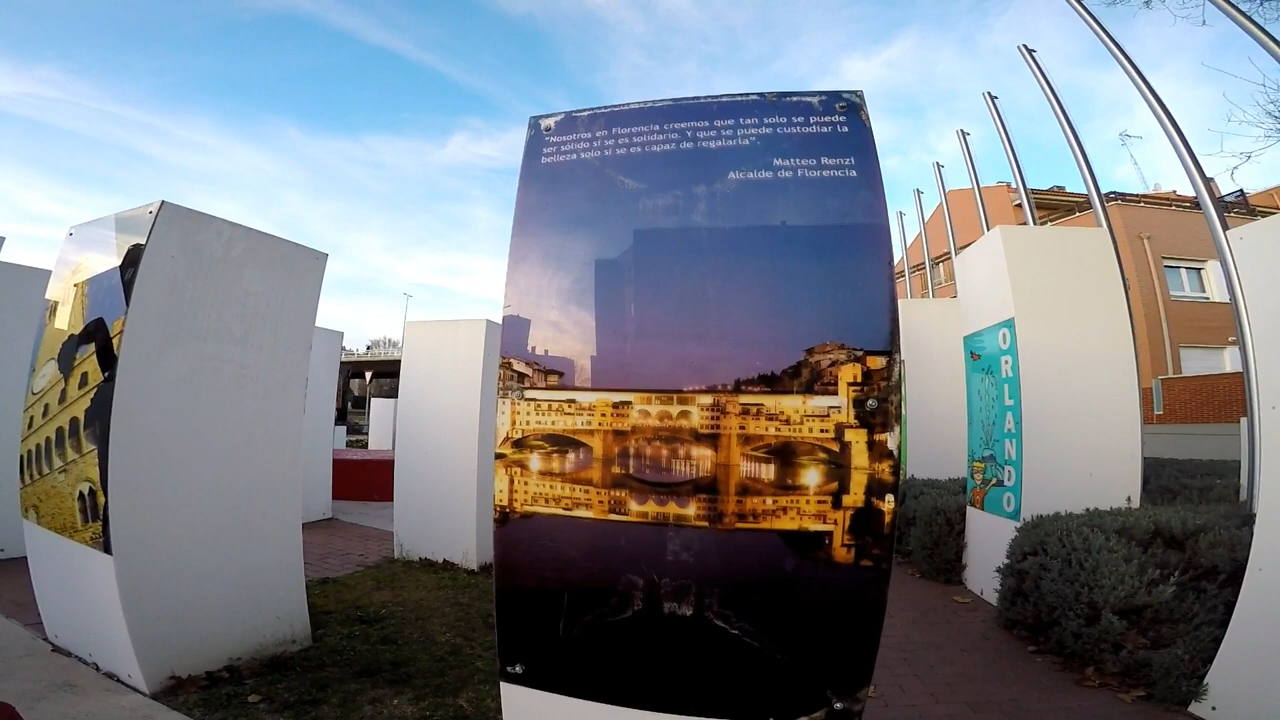 "Nosotros en Florencia creemos que tan solo se puede
ser sólido si se es solidario. Y que se puede custodiar la
belleza solo si se es capaz de regalarla".
Matteo Renzi
Alcalde de Florencia
ORLANDO